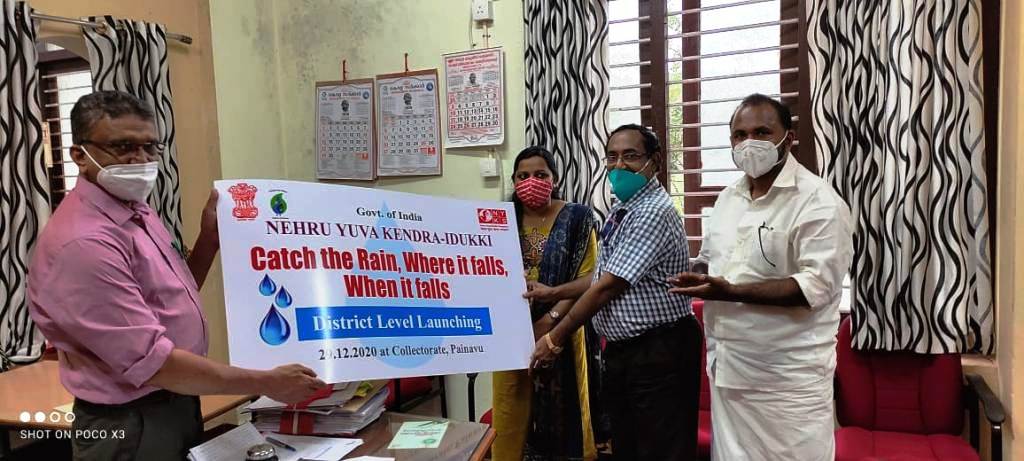 Govt. of India
NEHRU YUVA KENDRA-IDUKKI
Catch the Rain, Where it falls,
When it falls
District Level Launching
29.12.2020 at Collectorate, Painavu
SHOT ON POCO X3